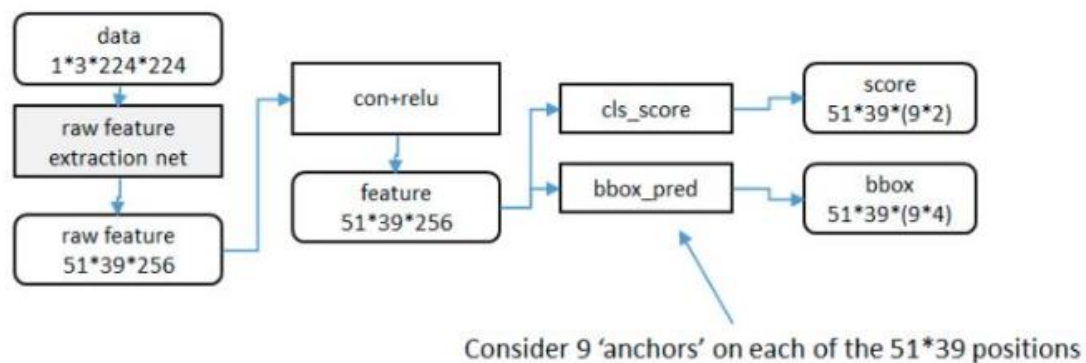 data
1*3*224*224
raw feature
extraction net
raw feature
51*39*256
con+relu
feature
51*39*256
cls_score
bbox_pred
score
51*39*(9*2)
bbox
51*39*(9*4)
Consider 9 ‘anchors’ on each of the 51*39 positions